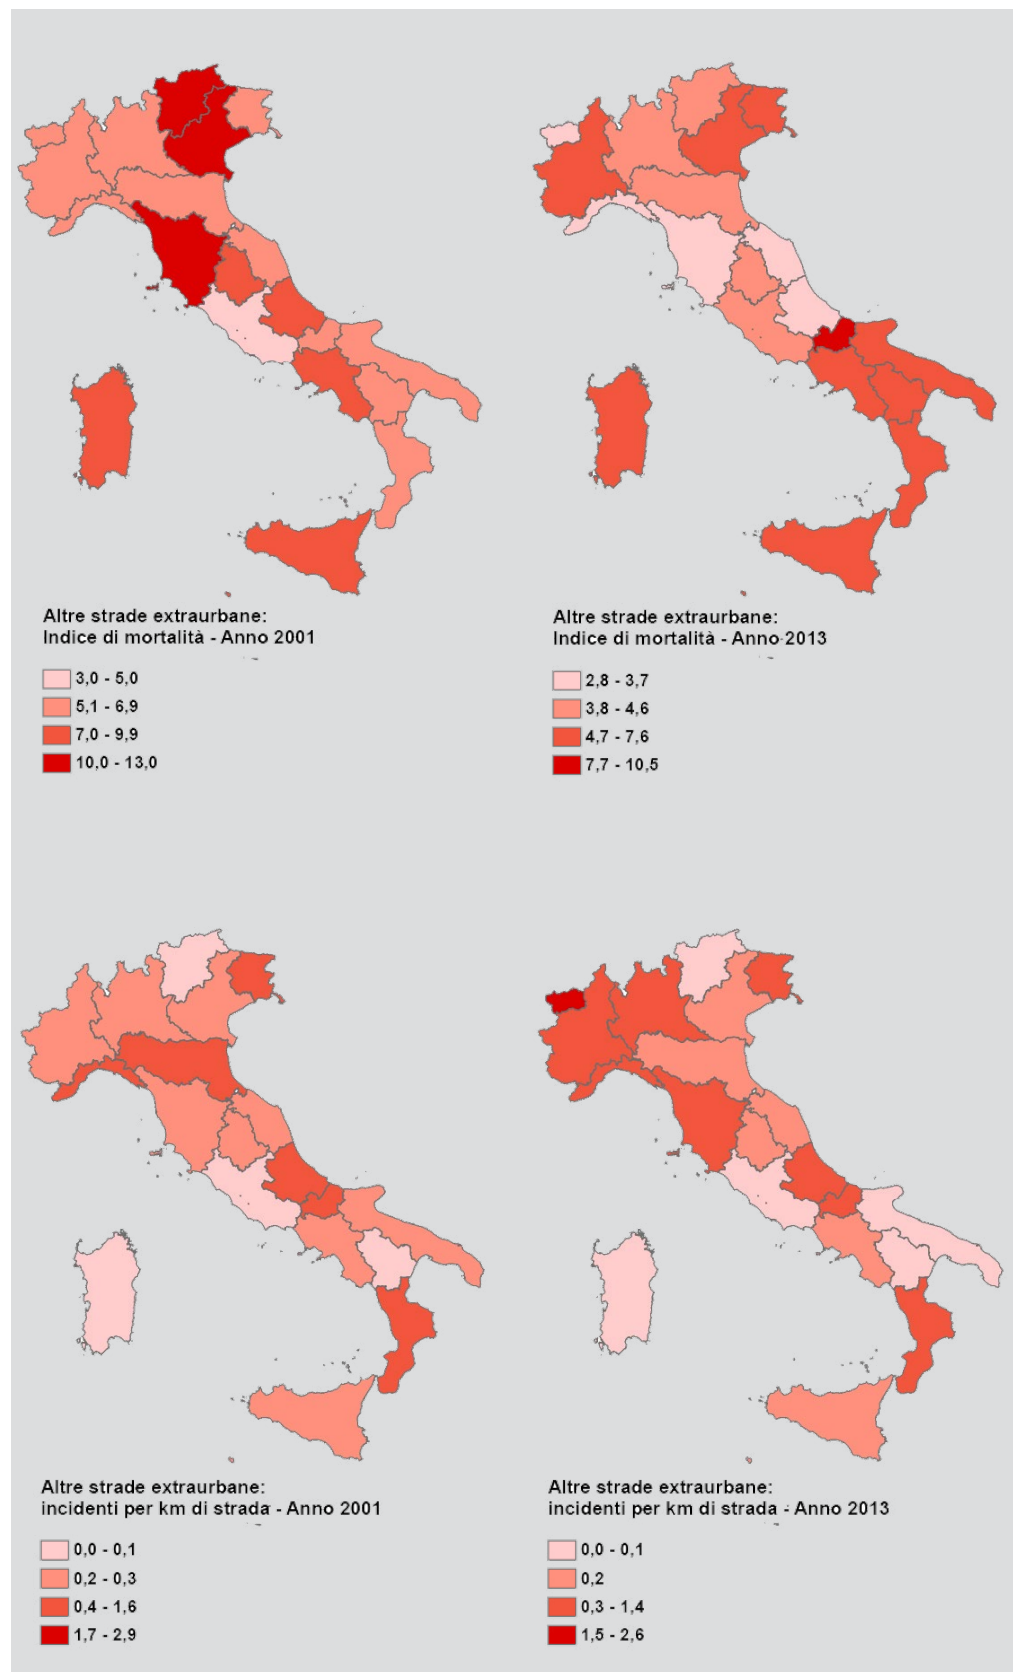 Altre strade extraurbane:
Indice di mortalità - Anno 2001
3,0 - 5,0
5,1 - 6,9
7,0 - 9,9
10,0 - 13,0
Altre strade extraurbane:
Indice di mortalità - Anno 2013
2,8 - 3,7
3,8 - 4,6
4,7 - 7,6
7,7 - 10,5
Altre strade extraurbane:
incidenti per km di strada - Anno 2001
0,0 - 0,1
0,2 - 0,3
0,4 - 1,6
1,7 - 2,9
Altre strade extraurbane:
incidenti per km di strada - Anno 2013
0,0 - 0,1
0,2
0,3 - 1,4
1,5 - 2,6